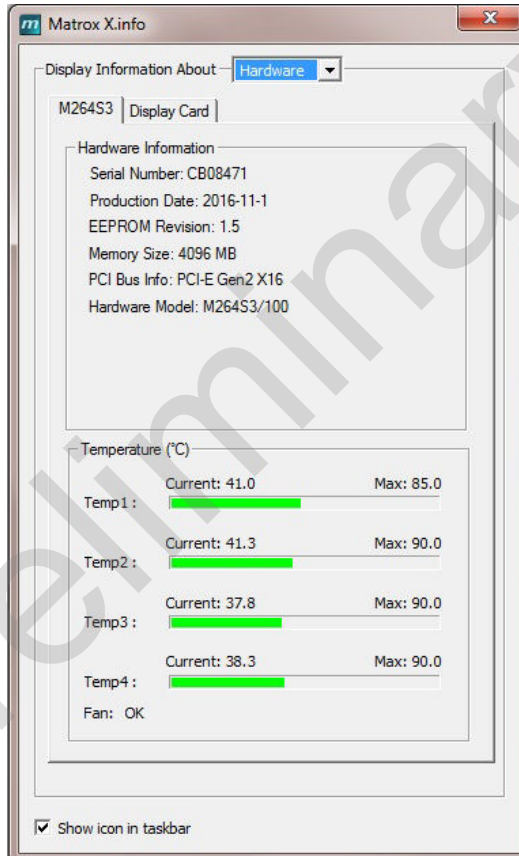 m Matrox X.info
Display Information About Hardware
M264S3 Display Card
Hardware Information
Serial Number: CB08471
Production Date: 2016-11-1
EEPROM Revision: 1.5
Memory Size: 4096 MB
PCI Bus Info: PCI-E Gen2 X16
Hardware Model: M264S3/100
Temperature (°C)
Current: 41.0 Max: 85.0
Temp1 :
Current: 41.3 Max: 90.0
Temp2 :
Current: 37.8 Max: 90.0
Temp3 :
Current: 38.3 Max: 90.0
Temp4 :
Fan: OK
Show icon in taskbar
eliminar